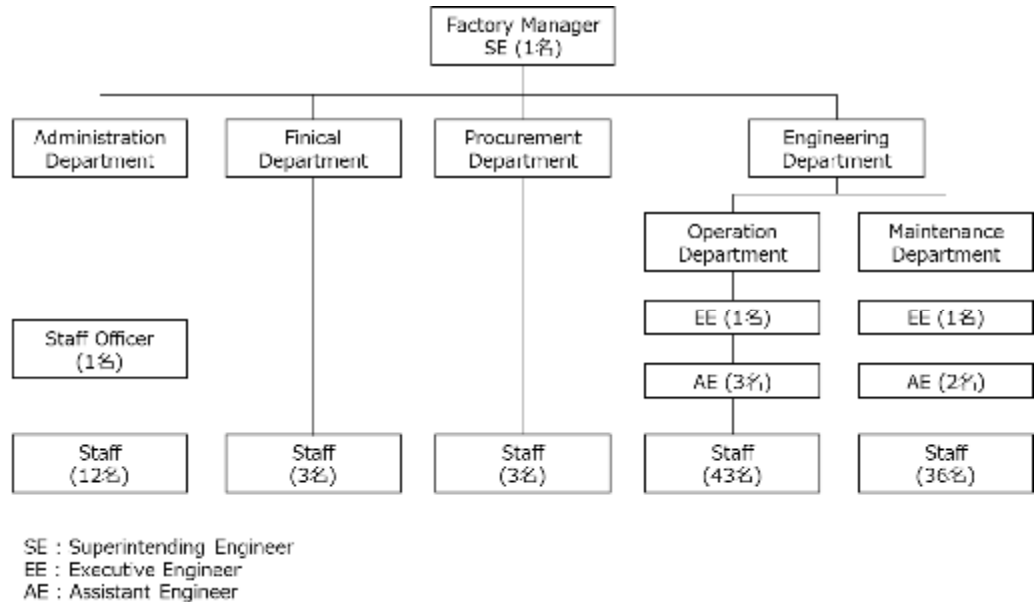 Factory Manager
SE (1名)
Administration
Department
Finical
Department
Procurement
Department
Engineering
Department
Operation
Department
Maintenance
Department
EE (1名)
EE (1名)
Staff Officer
(1名)
AE (3名)
AE (2名)
Staff
(12名)
Staff
(3名)
Staff
(3名)
Staff
(43名)
Staff
(36名)
SE : Superintending Engineer
EE : Executive Engineer
AE : Assistant Engineer